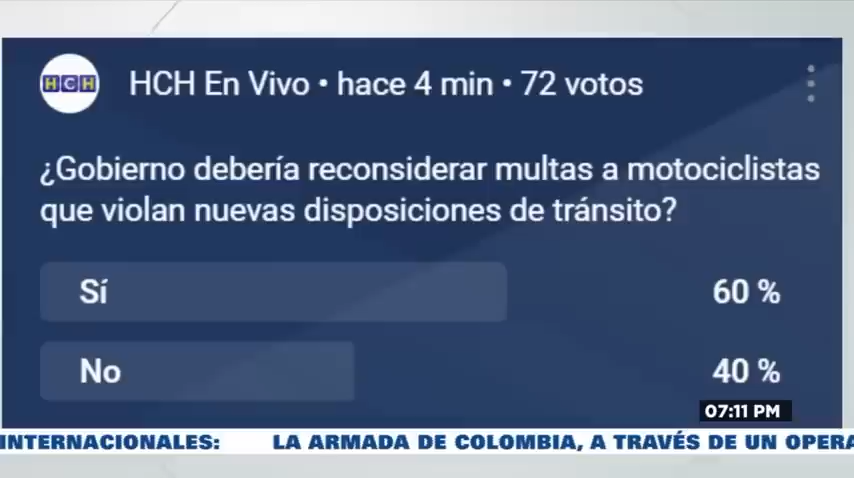 HCH
HCH En Vivo • hace 4 min • 72 votos
¿Gobierno debería reconsiderar multas a motociclistas
que violan nuevas disposiciones de tránsito?
Sí 60 %
No 40 %
07:11 PM
INTERNACIONALES: LA ARMADA DE COLOMBIA, A TRAVÉS DE UN OPERA